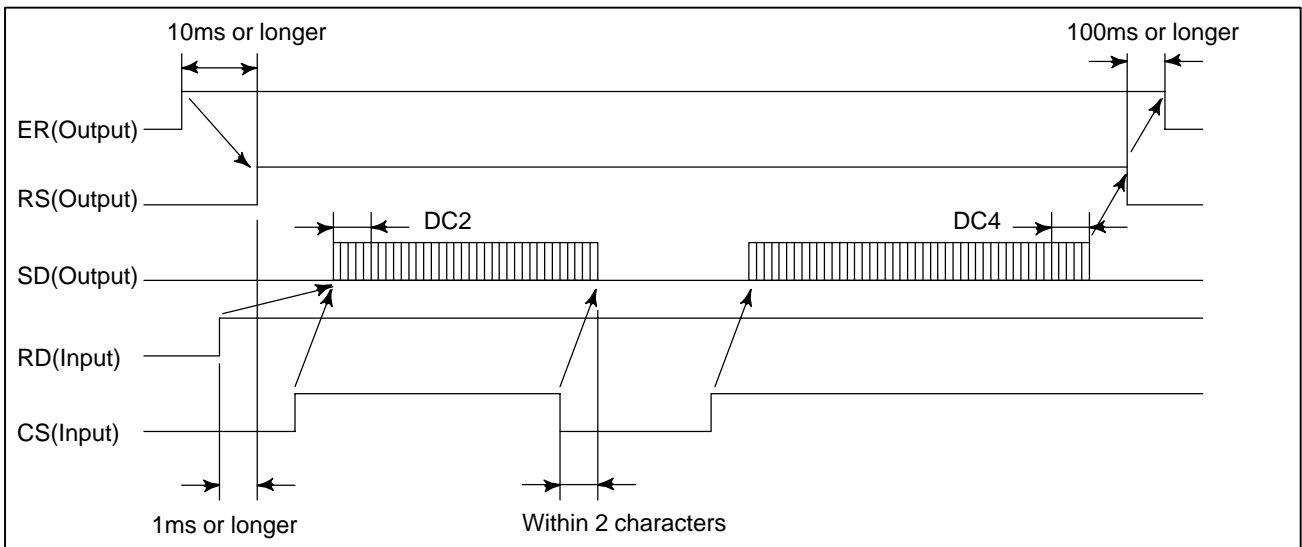 10ms or longer
100ms or longer
ER(Output)
RS(Output)
DC2
DC4
SD(Output)
RD(Input)
CS(Input)
1ms or longer
Within 2 characters